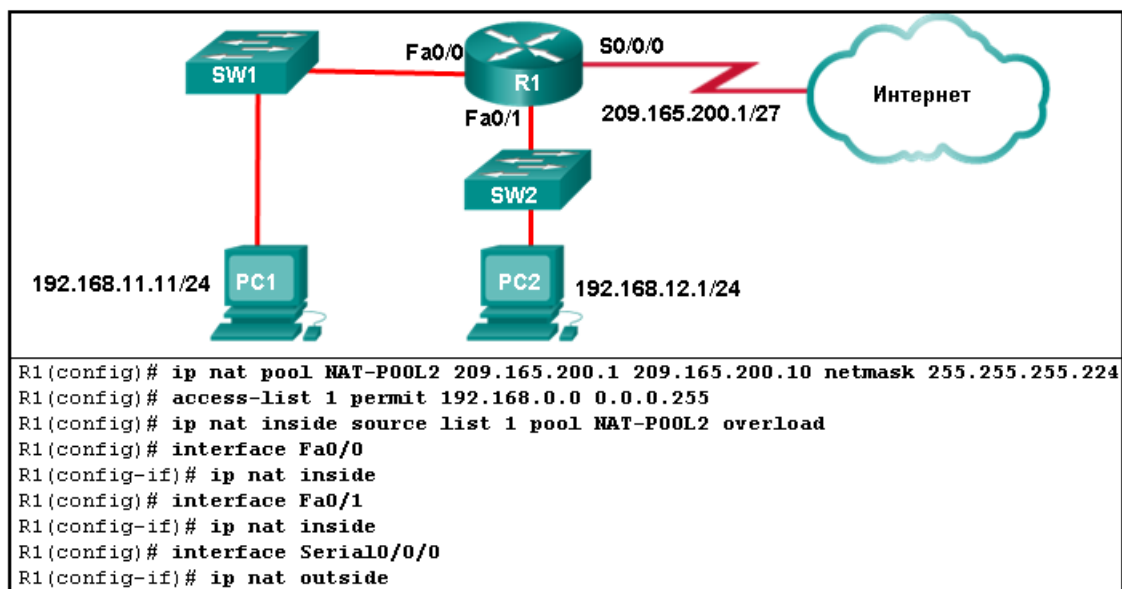 Fa0/0
S0/0/0
SW1
R1
Интернет
Fa0/1
209.165.200.1/27
SW2
192.168.11.11/24
PC1
PC2
192.168.12.1/24
R1(config)# ip nat pool NAT-POOL2 209.165.200.1 209.165.200.10 netmask 255.255.255.224
R1(config)# access-list 1 permit 192.168.0.0 0.0.0.255
R1(config)# ip nat inside source list 1 pool NAT-POOL2 overload
R1(config)# interface Fa0/0
R1(config-if)# ip nat inside
R1(config)# interface Fa0/1
R1(config-if)# ip nat inside
R1(config)# interface Serial0/0/0
R1(config-if)# ip nat outside